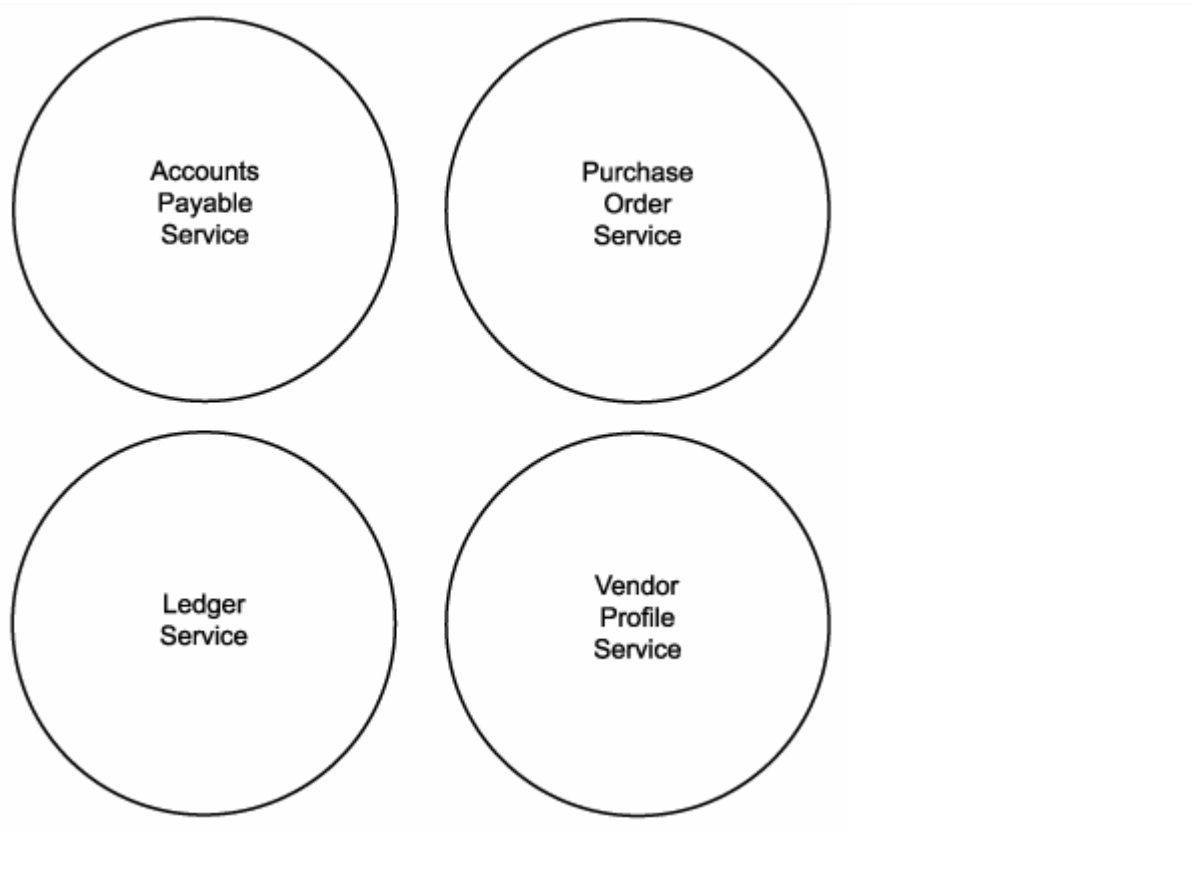 Accounts
Payable
Service
Purchase
Order
Service
Ledger
Service
Vendor
Profile
Service